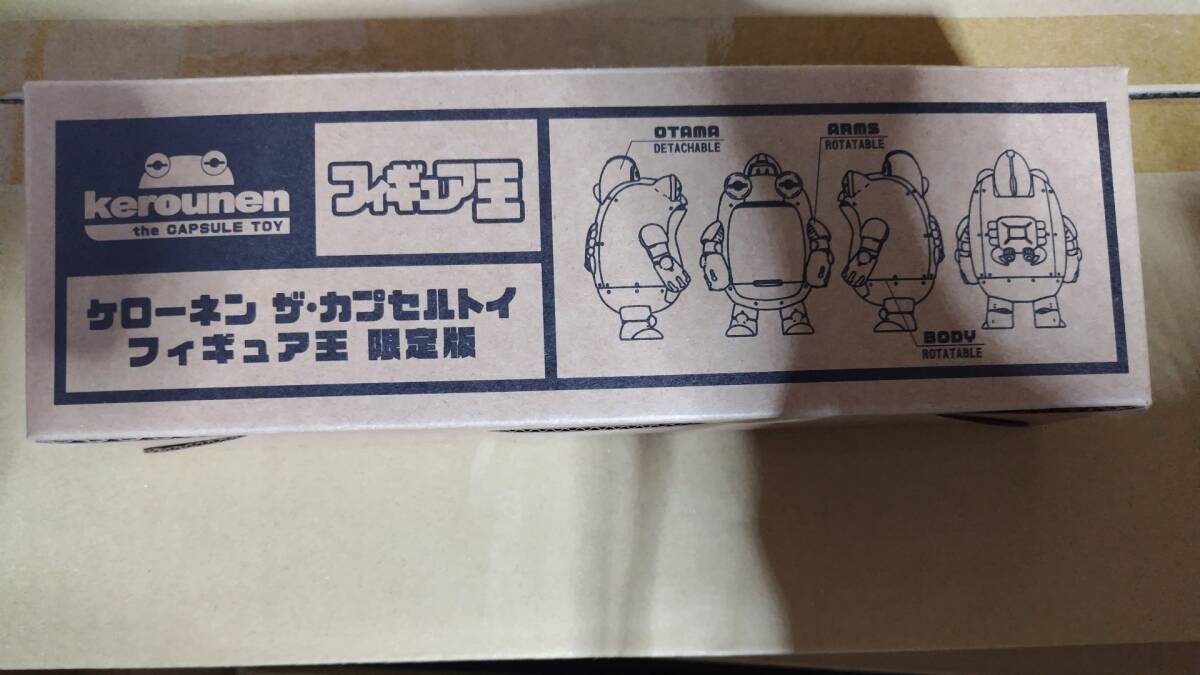 kerounen
the CAPSULE TOY
フィギュア王
ケローネン ザ・カプセルトイ
フィギュア王 限定版
OTAMA
DETACHABLE
ARMS
ROTATABLE
BODY
ROTATABLE